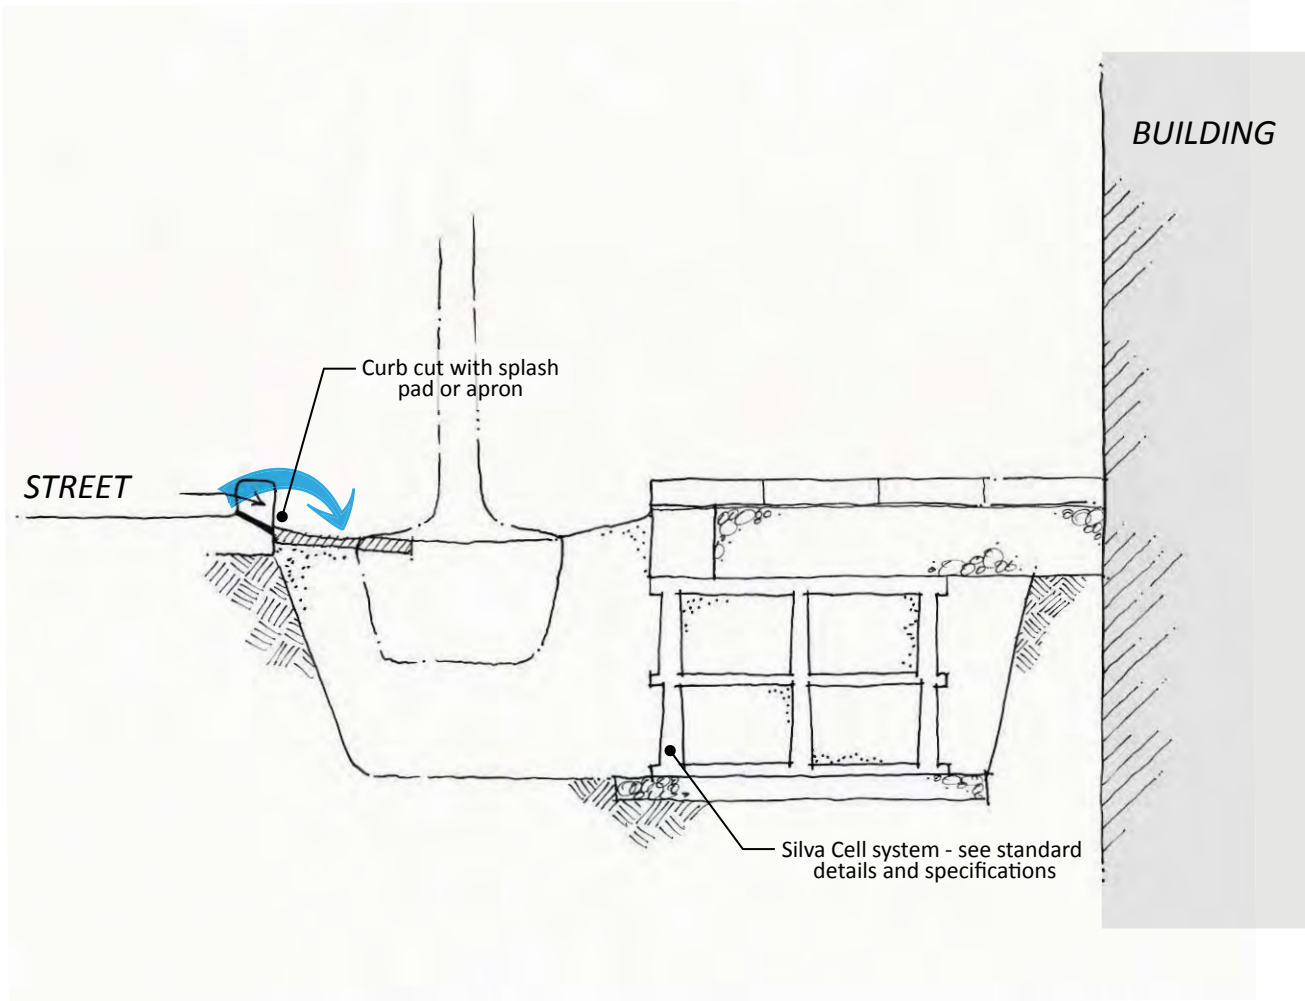 BUILDING
Curb cut with splash
pad or apron
STREET
Silva Cell system - see standard
details and specifications